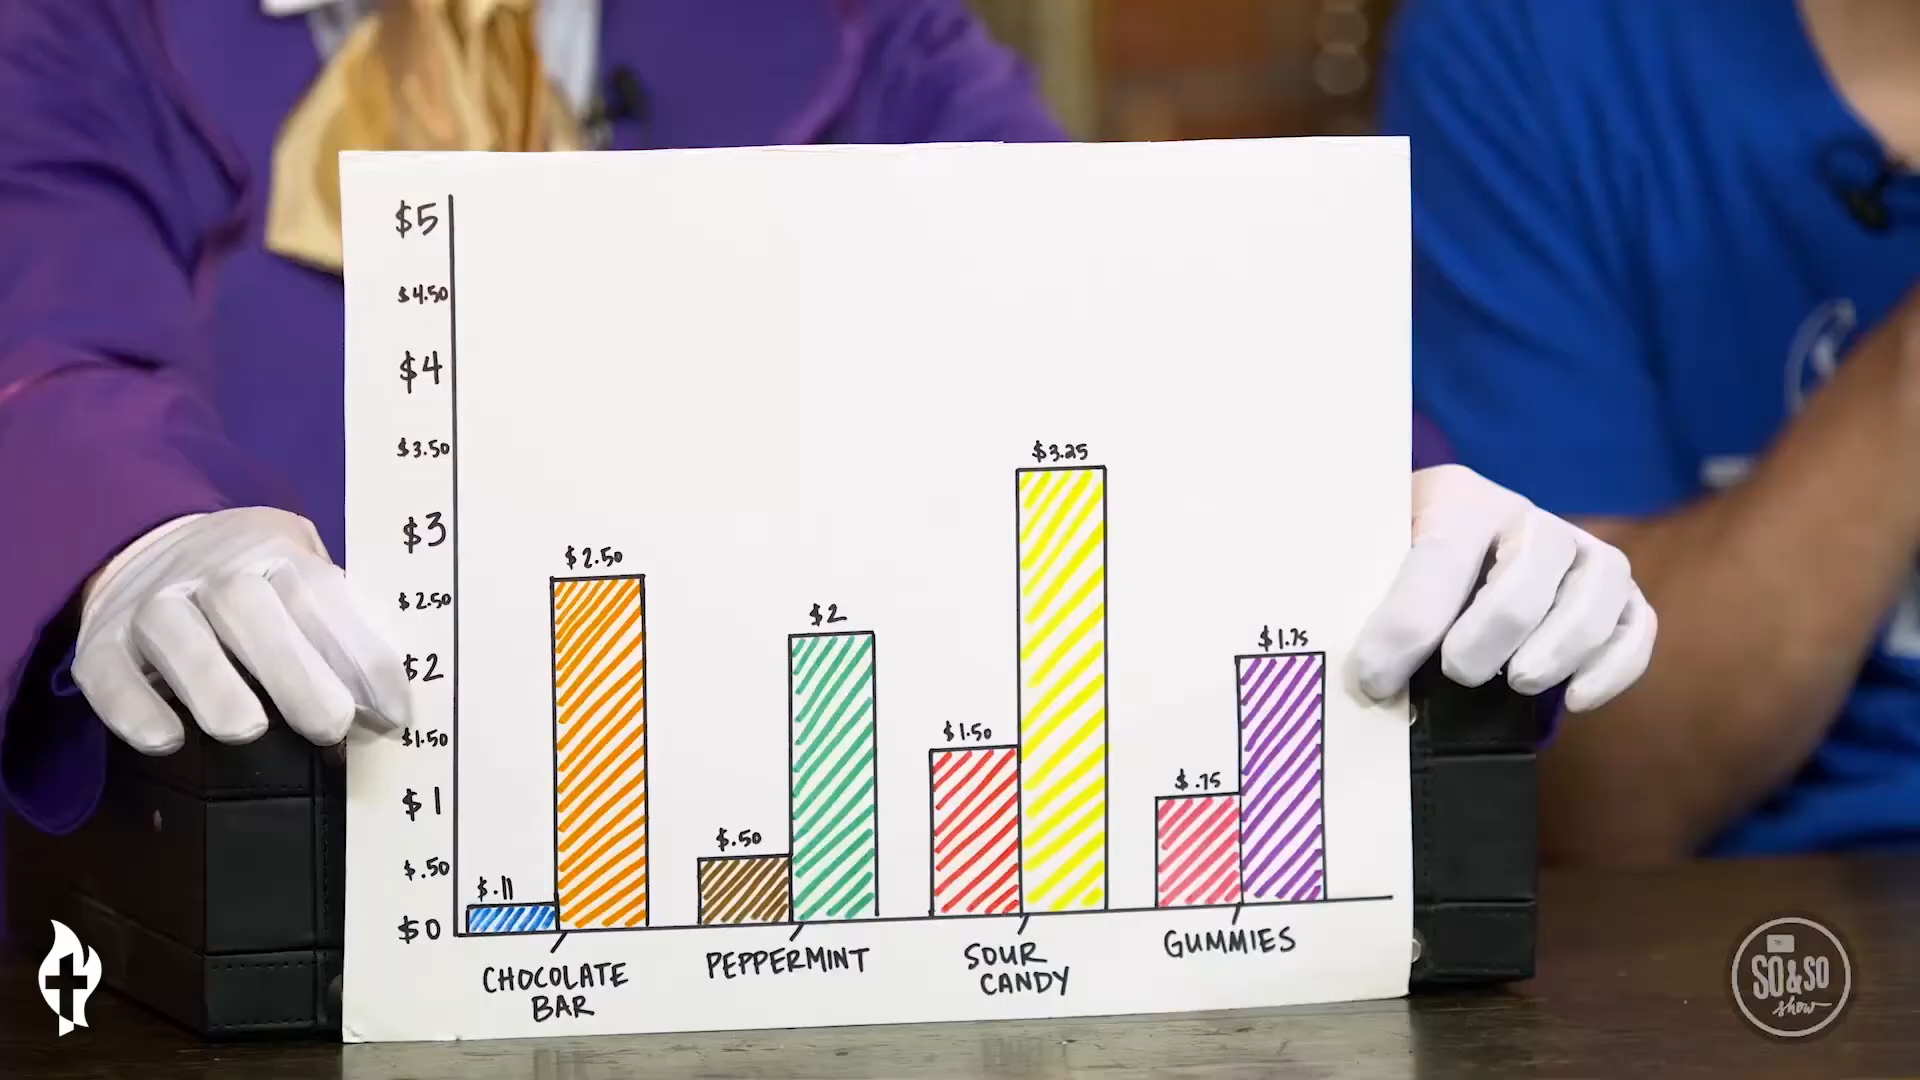 $5
$4.50
$4
$3.50
$3
$2.50
$2
$1.50
$1
$.50
$0
$.11
$2.50
$.50
$2
$1.50
$3.25
$.75
$1.75
CHOCOLATE
BAR
PEPPERMINT
SOUR
CANDY
GUMMIES
SO&SO
show